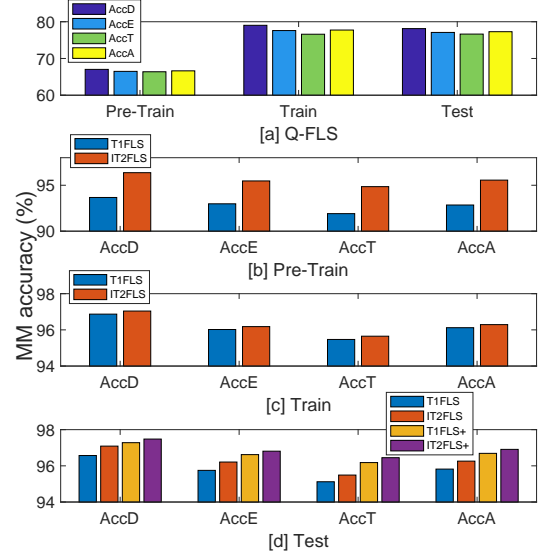 MM accuracy (%)
AccD
AccE
AccT
AccA
80
70
60
Pre-Train Train Test
[a] Q-FLS
T1FLS
IT2FLS
95
90
AccD AccE AccT AccA
[b] Pre-Train
T1FLS
IT2FLS
98
96
94
AccD AccE AccT AccA
[c] Train
T1FLS
IT2FLS
T1FLS+
IT2FLS+
98
96
94
AccD AccE AccT AccA
[d] Test